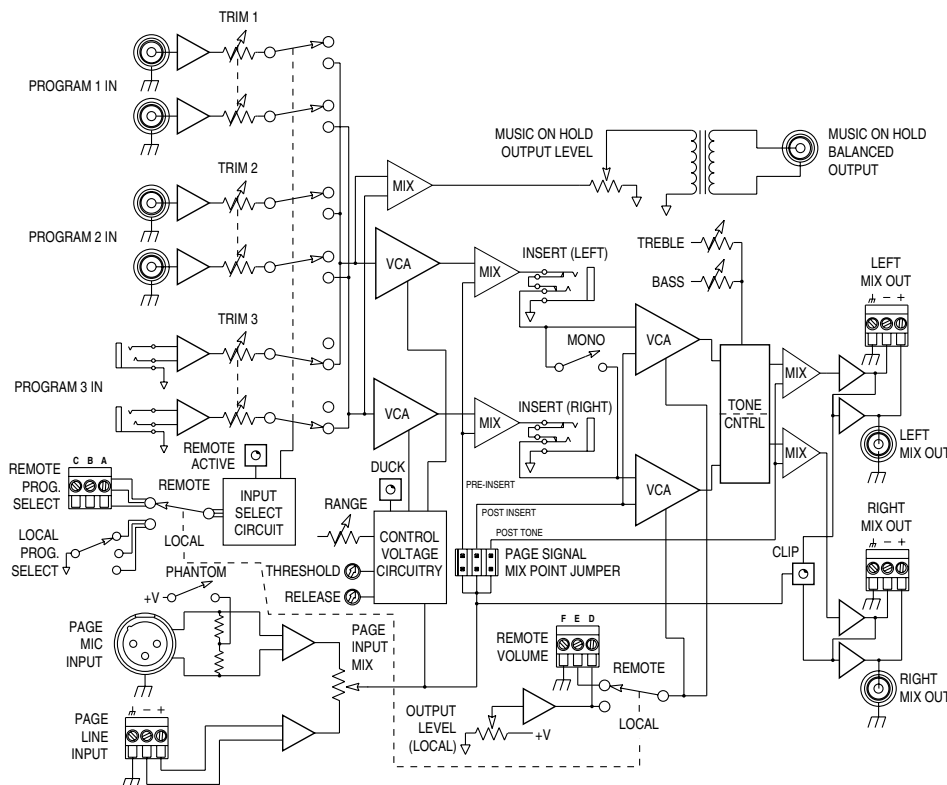 TRIM 1
PROGRAM 1 IN
TRIM 2
PROGRAM 2 IN
TRIM 3
PROGRAM 3 IN
MUSIC ON HOLD
OUTPUT LEVEL
MUSIC ON HOLD
BALANCED
OUTPUT
MIX
VCA
MIX
INSERT (LEFT)
TREBLE
BASS
LEFT
MIX OUT
− +
MONO
VCA
MIX
VCA
MIX
INSERT (RIGHT)
TONE
CNTRL
MIX
LEFT
MIX OUT
REMOTE
ACTIVE
C B A
REMOTE
PROG.
SELECT
REMOTE
INPUT
SELECT
CIRCUIT
LOCAL
LOCAL
PROG.
SELECT
DUCK
RANGE
CONTROL
VOLTAGE
CIRCUITRY
THRESHOLD
RELEASE
PRE-INSERT
POST INSERT
POST TONE
VCA
PAGE SIGNAL
MIX POINT JUMPER
CLIP
RIGHT
MIX OUT
− +
PHANTOM
+V
PAGE
MIC
INPUT
PAGE
INPUT
MIX
F E D
REMOTE
VOLUME
REMOTE
LOCAL
OUTPUT
LEVEL
(LOCAL)
+V
PAGE
LINE
INPUT
− +
RIGHT
MIX OUT